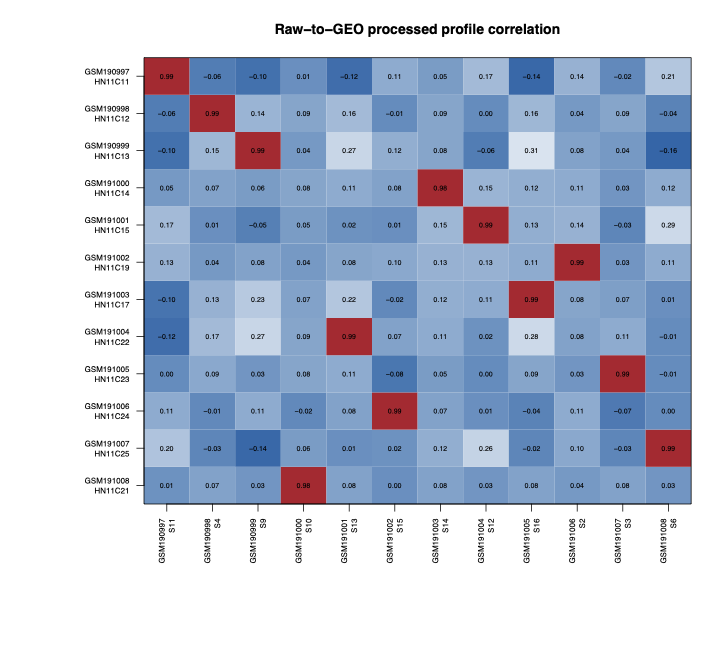 Raw−to−GEO processed profile correlation
GSM190997
HN11C11
0.99 −0.06 −0.10 0.01 −0.12 0.11 0.05 0.17 −0.14 0.14 −0.02 0.21
GSM190998
HN11C12
−0.06 0.99 0.14 0.09 0.16 −0.01 0.09 0.00 0.16 0.04 0.09 −0.04
GSM190999
HN11C13
−0.10 0.15 0.99 0.04 0.27 0.12 0.08 −0.06 0.31 0.08 0.04 −0.16
GSM191000
HN11C14
0.05 0.07 0.06 0.08 0.11 0.08 0.98 0.15 0.12 0.11 0.03 0.12
GSM191001
HN11C15
0.17 0.01 −0.05 0.05 0.02 0.01 0.15 0.99 0.13 0.14 −0.03 0.29
GSM191002
HN11C19
0.13 0.04 0.08 0.04 0.08 0.10 0.13 0.13 0.11 0.99 0.03 0.11
GSM191003
HN11C17
−0.10 0.13 0.23 0.07 0.22 −0.02 0.12 0.11 0.99 0.08 0.07 0.01
GSM191004
HN11C22
−0.12 0.17 0.27 0.09 0.99 0.07 0.11 0.02 0.28 0.08 0.11 −0.01
GSM191005
HN11C23
0.00 0.09 0.03 0.08 0.11 −0.08 0.05 0.00 0.09 0.03 0.98 −0.01
GSM191006
HN11C24
0.11 −0.01 0.11 −0.02 0.08 0.99 0.07 0.01 −0.04 0.11 −0.07 0.00
GSM191007
HN11C25
0.20 −0.03 −0.14 0.06 0.01 0.02 0.12 0.26 −0.02 0.10 −0.03 0.99
GSM191008
HN11C21
0.01 0.07 0.03 0.98 0.08 0.00 0.08 0.03 0.08 0.04 0.08 0.03
GSM190997
S11
GSM190998
S4
GSM190999
S9
GSM191000
S10
GSM191001
S13
GSM191002
S15
GSM191003
S14
GSM191004
S12
GSM191005
S16
GSM191006
S2
GSM191007
S3
GSM191008
S6